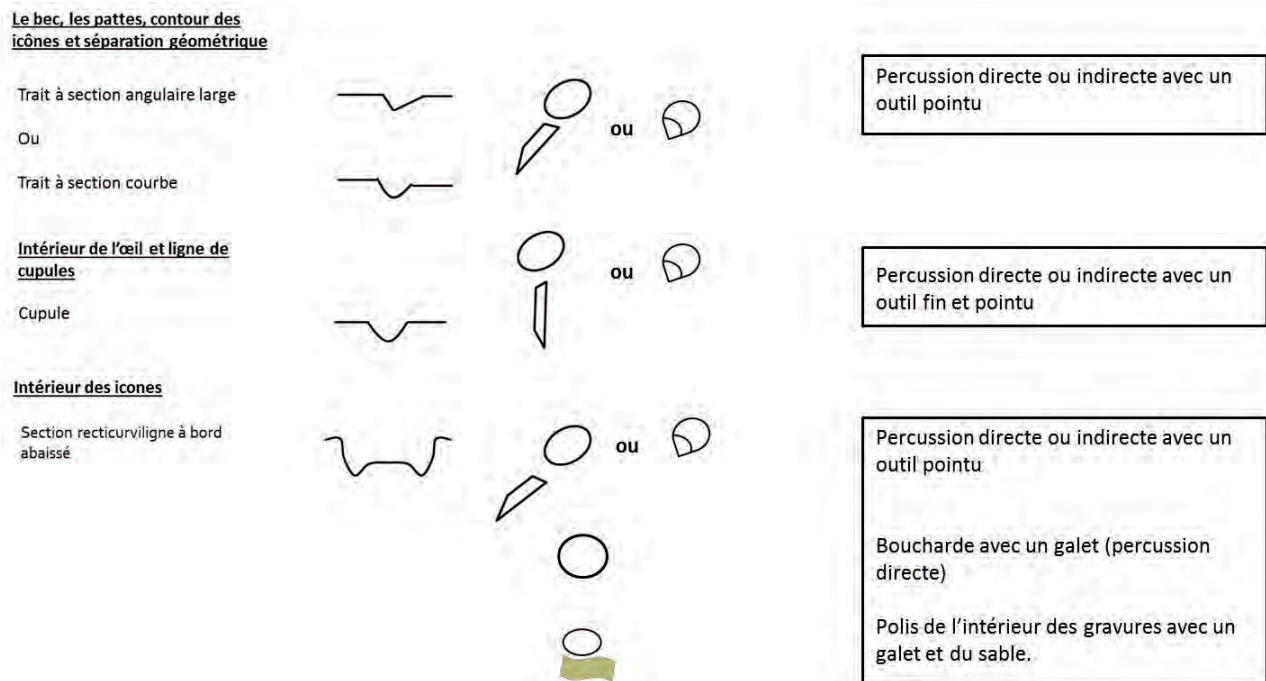 Le bec, les pattes, contour des
icônes et séparation géométrique
Trait à section angulaire large
Ou
Trait à section courbe
ou
Percussion directe ou indirecte avec un
outil pointu
Intérieur de l'œil et ligne de
cupules
Cupule
ou
Percussion directe ou indirecte avec un
outil fin et pointu
Intérieur des icones
Section recticurviligne à bord
abaissé
ou
Percussion directe ou indirecte avec un
outil pointu
Boucharde avec un galet (percussion
directe)
Polis de l'intérieur des gravures avec un
galet et du sable.